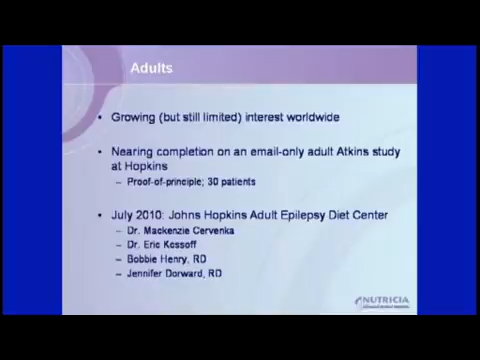 Adults
• Growing (but still limited) interest worldwide
• Nearing completion on an email-only adult Atkins study
at Hopkins
– Proof-of-principle; 30 patients
• July 2010: Johns Hopkins Adult Epilepsy Diet Center
– Dr. Mackenzie Cervenka
– Dr. Eric Kossoff
– Bobbie Henry, RD
– Jennifer Dorward, RD
NUTRICIA